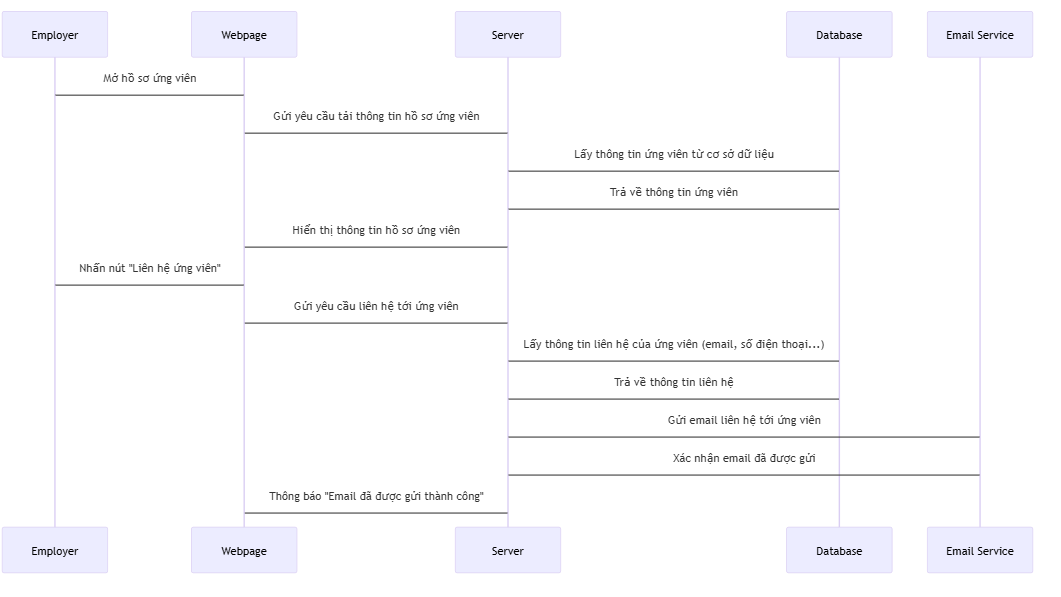 Employer
Webpage
Server
Database
Email Service
Mở hồ sơ ứng viên
Gửi yêu cầu tải thông tin hồ sơ ứng viên
Lấy thông tin ứng viên từ cơ sở dữ liệu
Trả về thông tin ứng viên
Hiển thị thông tin hồ sơ ứng viên
Nhấn nút "Liên hệ ứng viên"
Gửi yêu cầu liên hệ tới ứng viên
Lấy thông tin liên hệ của ứng viên (email, số điện thoại...)
Trả về thông tin liên hệ
Gửi email liên hệ tới ứng viên
Xác nhận email đã được gửi
Thông báo "Email đã được gửi thành công"
Employer
Webpage
Server
Database
Email Service